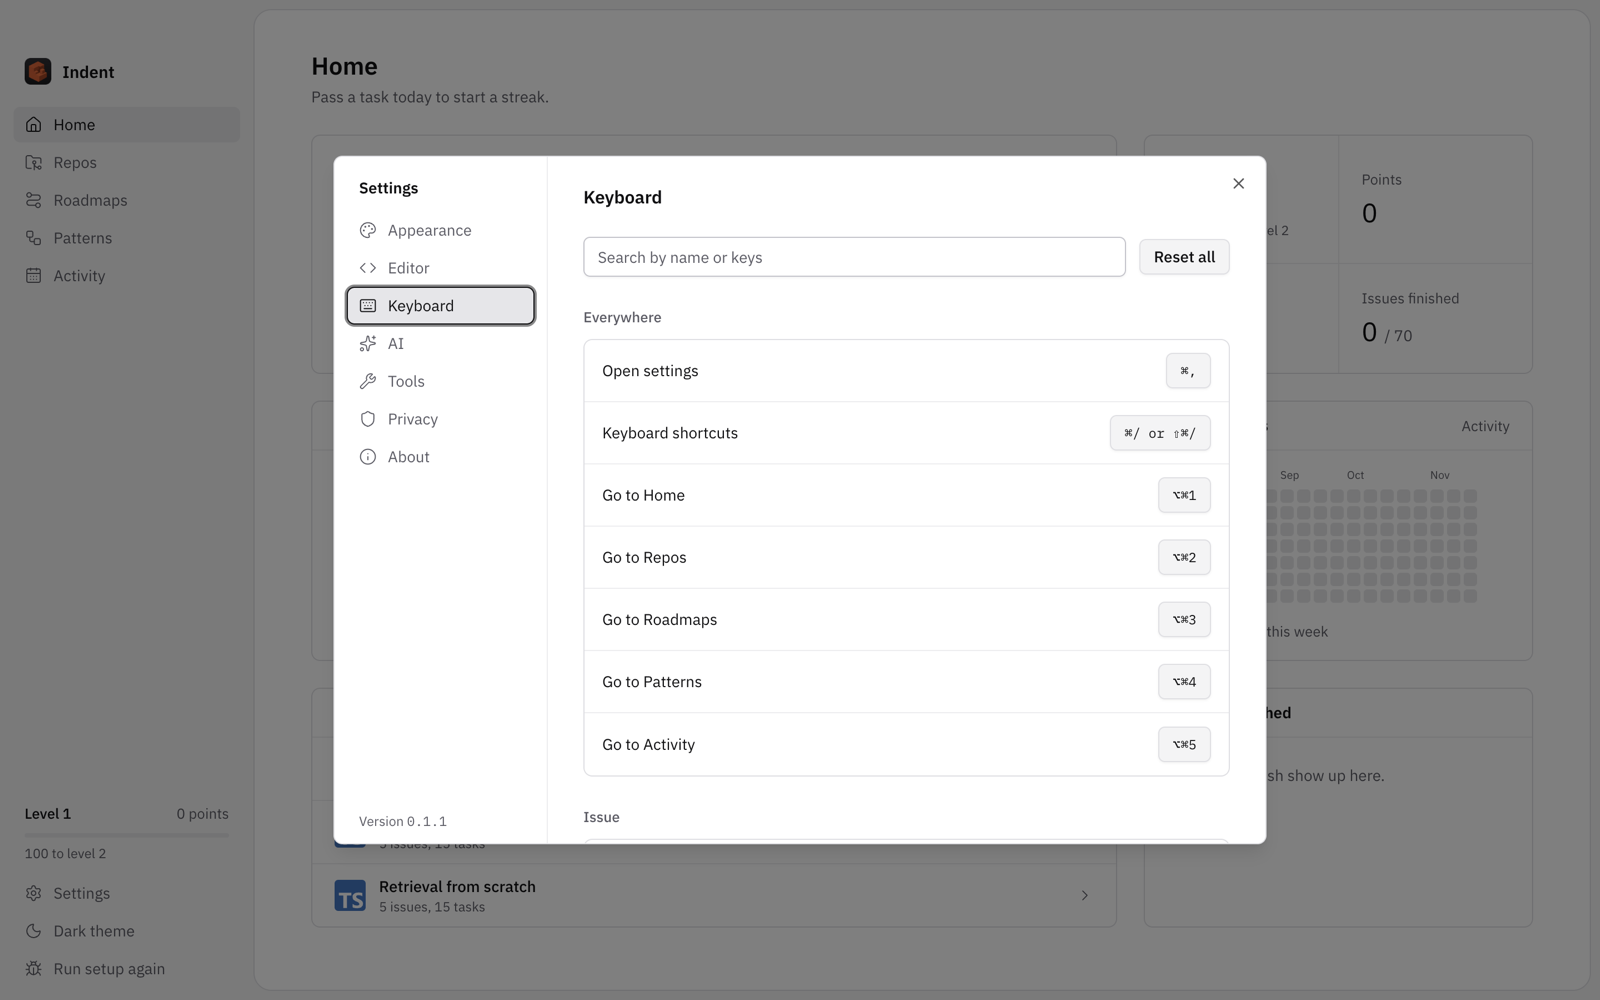 Indent
Home
Repos
Roadmaps
Patterns
Activity
Level 1
0 points
100 to level 2
Settings
Dark theme
Run setup again
Home
Pass a task today to start a streak.
Points
0
Issues finished
0 / 70
Activity
Sep
Oct
Nov
this week
show up here.
5 issues, 15 tasks
Retrieval from scratch
5 issues, 15 tasks
Settings
Appearance
Editor
Keyboard
AI
Tools
Privacy
About
Version 0.1.1
Keyboard
Search by name or keys
Reset all
Everywhere
Open settings
⌘,
Keyboard shortcuts
⌘/ or ⇧⌘/
Go to Home
⌥⌘1
Go to Repos
⌥⌘2
Go to Roadmaps
⌥⌘3
Go to Patterns
⌥⌘4
Go to Activity
⌥⌘5
Issue